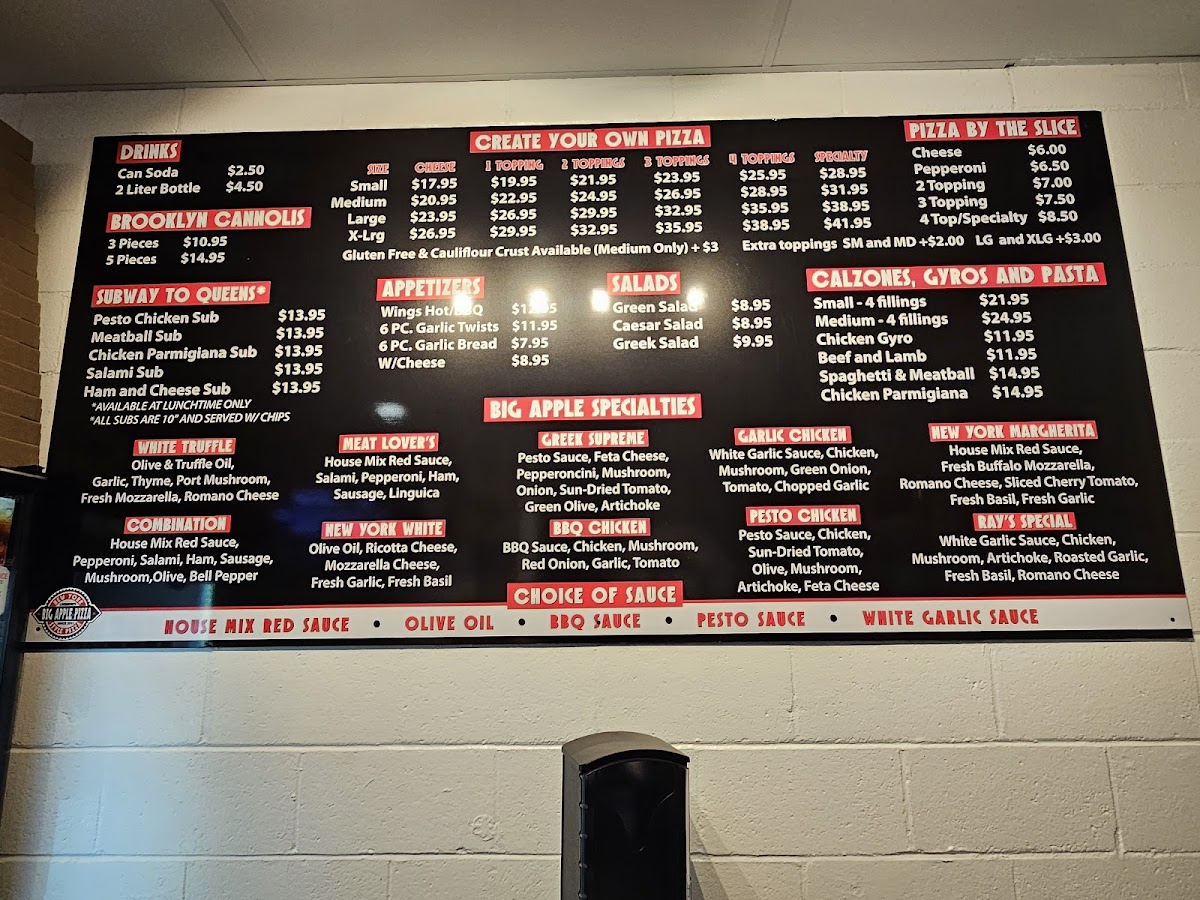 DRINKS
Can Soda $2.50
2 Liter Bottle $4.50
BROOKLYN CANNOLIS
3 Pieces $10.95
5 Pieces $14.95
CREATE YOUR OWN PIZZA
SIZE CHEESE 1 TOPPING 2 TOPPINGS 3 TOPPINGS 4 TOPPINGS SPECIALTY
Small $17.95 $19.95 $21.95 $23.95 $25.95 $28.95
Medium $20.95 $22.95 $24.95 $26.95 $28.95 $31.95
Large $23.95 $26.95 $29.95 $32.95 $35.95 $38.95
X-Lrg $26.95 $29.95 $32.95 $35.95 $38.95 $41.95
Gluten Free & Cauliflour Crust Available (Medium Only) + $3 Extra toppings SM and MD +$2.00 LG and XLG +$3.00
PIZZA BY THE SLICE
Cheese $6.00
Pepperoni $6.50
2 Topping $7.00
3 Topping $7.50
4 Top/Specialty $8.50
SUBWAY TO QUEENS*
Pesto Chicken Sub $13.95
Meatball Sub $13.95
Chicken Parmigiana Sub $13.95
Salami Sub $13.95
Ham and Cheese Sub $13.95
*AVAILABLE AT LUNCHTIME ONLY
*ALL SUBS ARE 10" AND SERVED W/ CHIPS
APPETIZERS
Wings
6 PC. Garlic Twists $11.95
6 PC. Garlic Bread $7.95
W/Cheese $8.95
SALADS
Green Salad $8.95
Caesar Salad $8.95
Greek Salad $9.95
CALZONES, GYROS AND PASTA
Small - 4 fillings $21.95
Medium - 4 fillings $24.95
Chicken Gyro $11.95
Beef and Lamb $11.95
Spaghetti & Meatball $14.95
Chicken Parmigiana $14.95
BIG APPLE SPECIALTIES
WHITE TRUFFLE
Olive & Truffle Oil,
Garlic, Thyme, Port Mushroom,
Fresh Mozzarella, Romano Cheese
MEAT LOVER'S
House Mix Red Sauce,
Salami, Pepperoni, Ham,
Sausage, Linguica
GREEK SUPREME
Pesto Sauce, Feta Cheese,
Pepperoncini, Mushroom,
Onion, Sun-Dried Tomato,
Green Olive, Artichoke
GARLIC CHICKEN
White Garlic Sauce, Chicken,
Mushroom, Green Onion,
Tomato, Chopped Garlic
NEW YORK MARGHERITA
House Mix Red Sauce,
Fresh Buffalo Mozzarella,
Romano Cheese, Sliced Cherry Tomato,
Fresh Basil, Fresh Garlic
COMBINATION
House Mix Red Sauce,
Pepperoni, Salami, Ham, Sausage,
Mushroom,Olive, Bell Pepper
NEW YORK WHITE
Olive Oil, Ricotta Cheese,
Mozzarella Cheese,
Fresh Garlic, Fresh Basil
BBQ CHICKEN
BBQ Sauce, Chicken, Mushroom,
Red Onion, Garlic, Tomato
PESTO CHICKEN
Pesto Sauce, Chicken,
Sun-Dried Tomato,
Olive, Mushroom,
Artichoke, Feta Cheese
RAY'S SPECIAL
White Garlic Sauce, Chicken,
Mushroom, Artichoke, Roasted Garlic,
Fresh Basil, Romano Cheese
CHOICE OF SAUCE
NEW YORK
BIG APPLE PIZZA
STYLE PIZZA
HOUSE MIX RED SAUCE • OLIVE OIL • BBQ SAUCE • PESTO SAUCE • WHITE GARLIC SAUCE